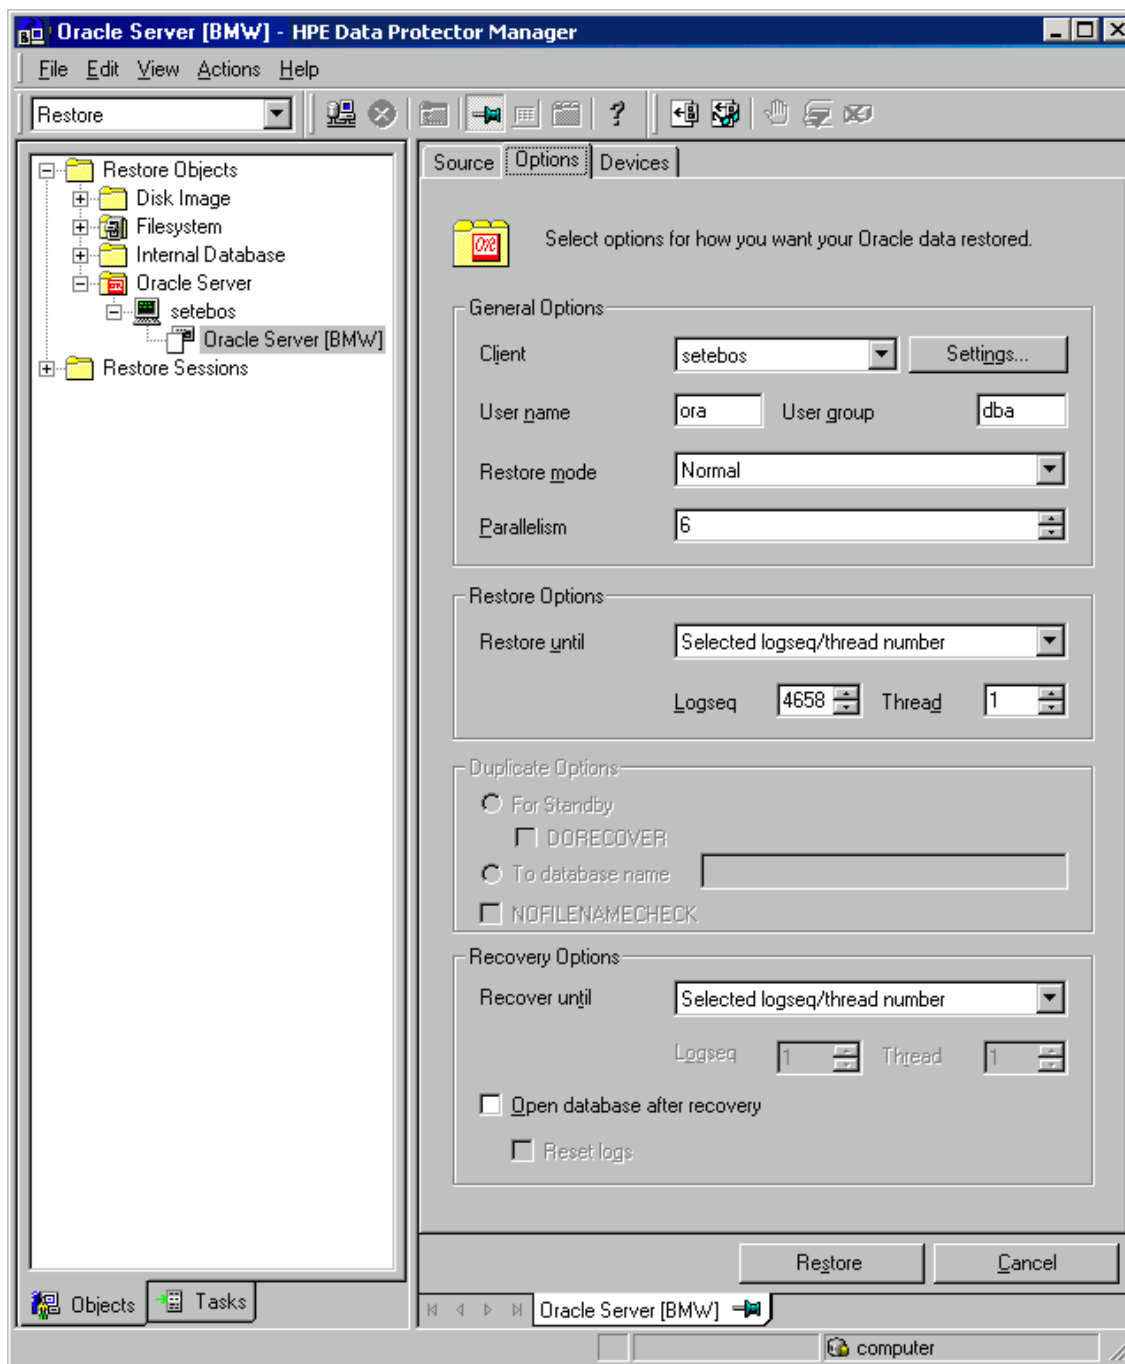 Oracle Server [BMW] - HPE Data Protector Manager
File Edit View Actions Help
Restore
Restore Objects
Disk Image
Filesystem
Internal Database
Oracle Server
setebos
Oracle Server [BMW]
Restore Sessions
Objects Tasks
Source Options Devices
Select options for how you want your Oracle data restored.
General Options
Client setebos Settings...
User name ora User group dba
Restore mode Normal
Parallelism 6
Restore Options
Restore until Selected logseq/thread number
Logseq 4658 Thread 1
Duplicate Options
For Standby
DORECOVER
To database name
NOFILENAMECHECK
Recovery Options
Recover until Selected logseq/thread number
Logseq 1 Thread 1
Open database after recovery
Reset logs
Restore Cancel
Oracle Server [BMW]
computer